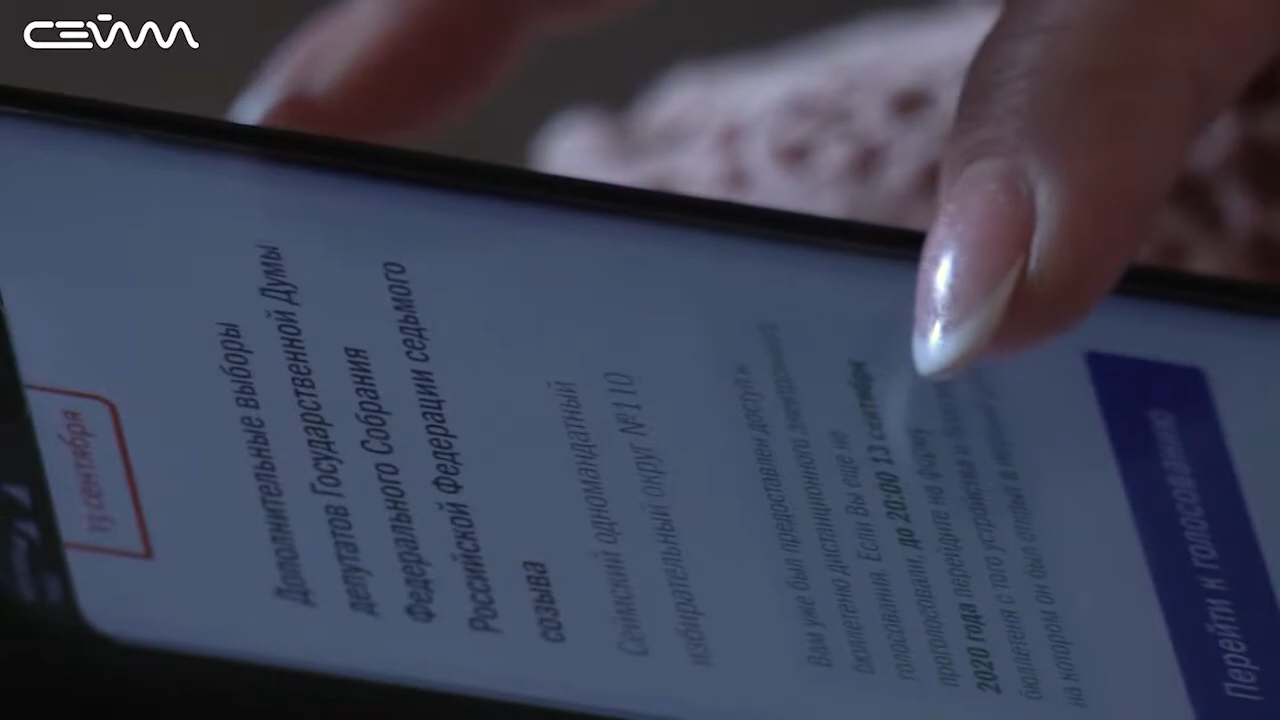 СЕЙМ
13 сентября
Дополнительные выборы
депутатов Государственной Думы
Федерального Собрания
Российской Федерации седьмого
созыва
Сеймский одномандатный
избирательный округ №110
Вам уже был предоставлен доступ к
бюллетеню дистанционного электронного
голосования. Если Вы еще не
проголосовали, до 20:00 13 сентября
2020 года перейдите на форму
бюллетеня с того устройства и
на котором он был открыт в
Перейти к голосованию